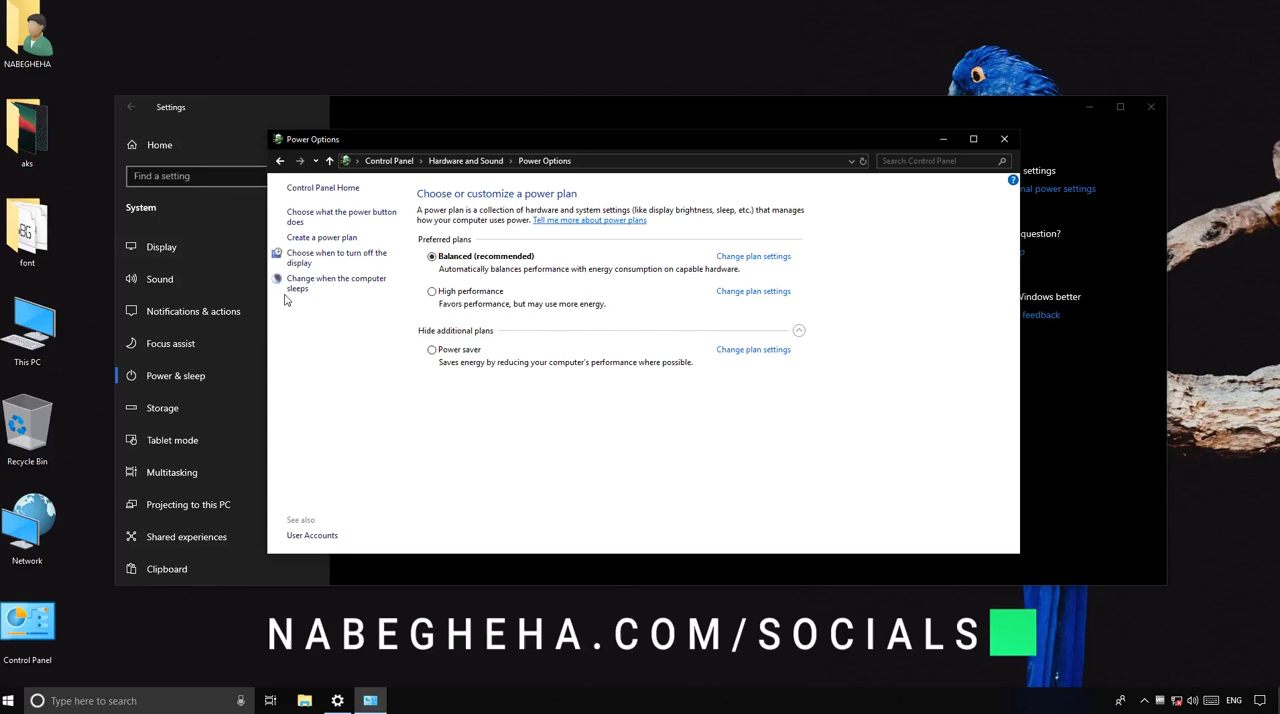 NABEGHEHA
aks
font
This PC
Recycle Bin
Network
Control Panel
Settings
Home
Find a setting
System
Display
Sound
Notifications & actions
Focus assist
Power & sleep
Storage
Tablet mode
Multitasking
Projecting to this PC
Shared experiences
Clipboard
settings
nal power settings
question?
p
Windows better
feedback
Power Options
Control Panel > Hardware and Sound > Power Options
Search Control Panel
Control Panel Home
Choose what the power button
does
Create a power plan
Choose when to turn off the
display
Change when the computer
sleeps
See also
User Accounts
Choose or customize a power plan
A power plan is a collection of hardware and system settings (like display brightness, sleep, etc.) that manages
how your computer uses power. Tell me more about power plans
Preferred plans
Balanced (recommended) Change plan settings
Automatically balances performance with energy consumption on capable hardware.
High performance Change plan settings
Favors performance, but may use more energy.
Hide additional plans
Power saver Change plan settings
Saves energy by reducing your computer's performance where possible.
NABEGHEHA.COM/SOCIALS
Type here to search
ENG